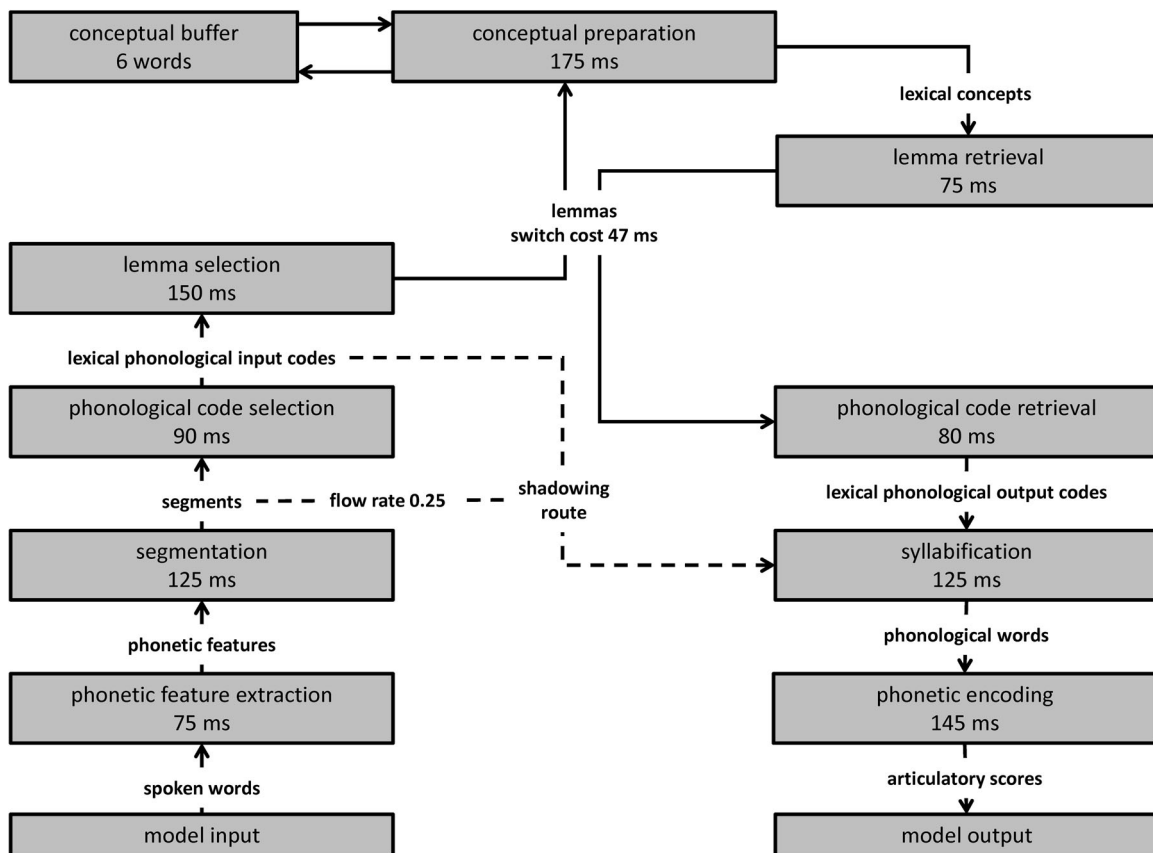 conceptual buffer
6 words
conceptual preparation
175 ms
lexical concepts
lemma retrieval
75 ms
lemmas
switch cost 47 ms
lemma selection
150 ms
lexical phonological input codes
phonological code selection
90 ms
phonological code retrieval
80 ms
segments
flow rate 0.25
shadowing
route
lexical phonological output codes
segmentation
125 ms
syllabification
125 ms
phonetic features
phonological words
phonetic feature extraction
75 ms
phonetic encoding
145 ms
spoken words
articulatory scores
model input
model output